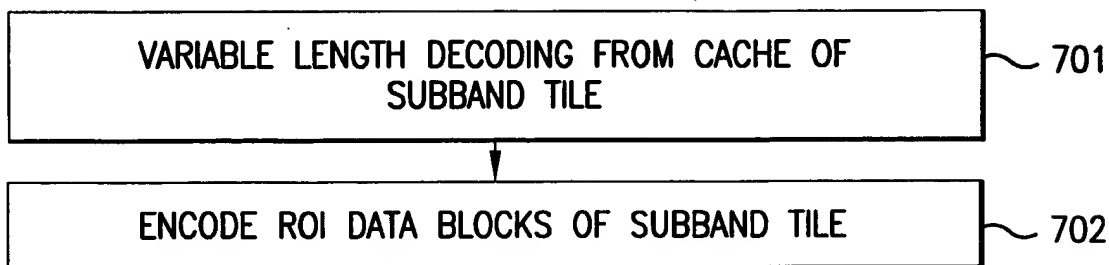 VARIABLE LENGTH DECODING FROM CACHE OF
SUBBAND TILE
701
ENCODE ROI DATA BLOCKS OF SUBBAND TILE
702